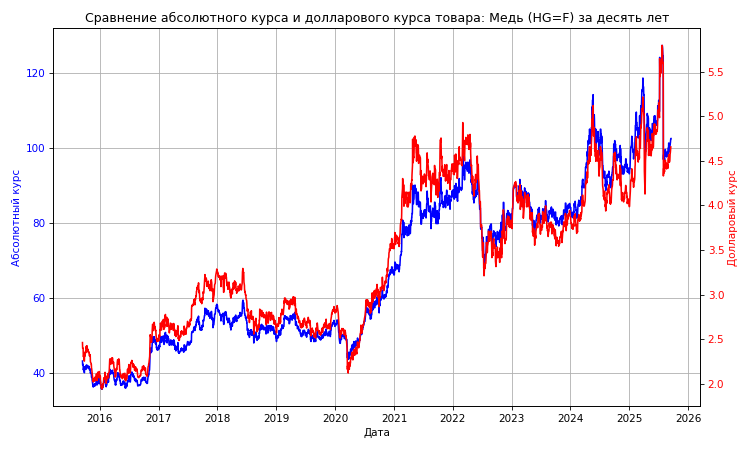 Сравнение абсолютного курса и долларового курса товара: Медь (HG=F) за десять лет
Абсолютный курс
120
100
80
60
40
5.5
5.0
4.5
4.0
3.5
3.0
2.5
2.0
Долларовый курс
2016 2017 2018 2019 2020 2021 2022 2023 2024 2025 2026
Дата